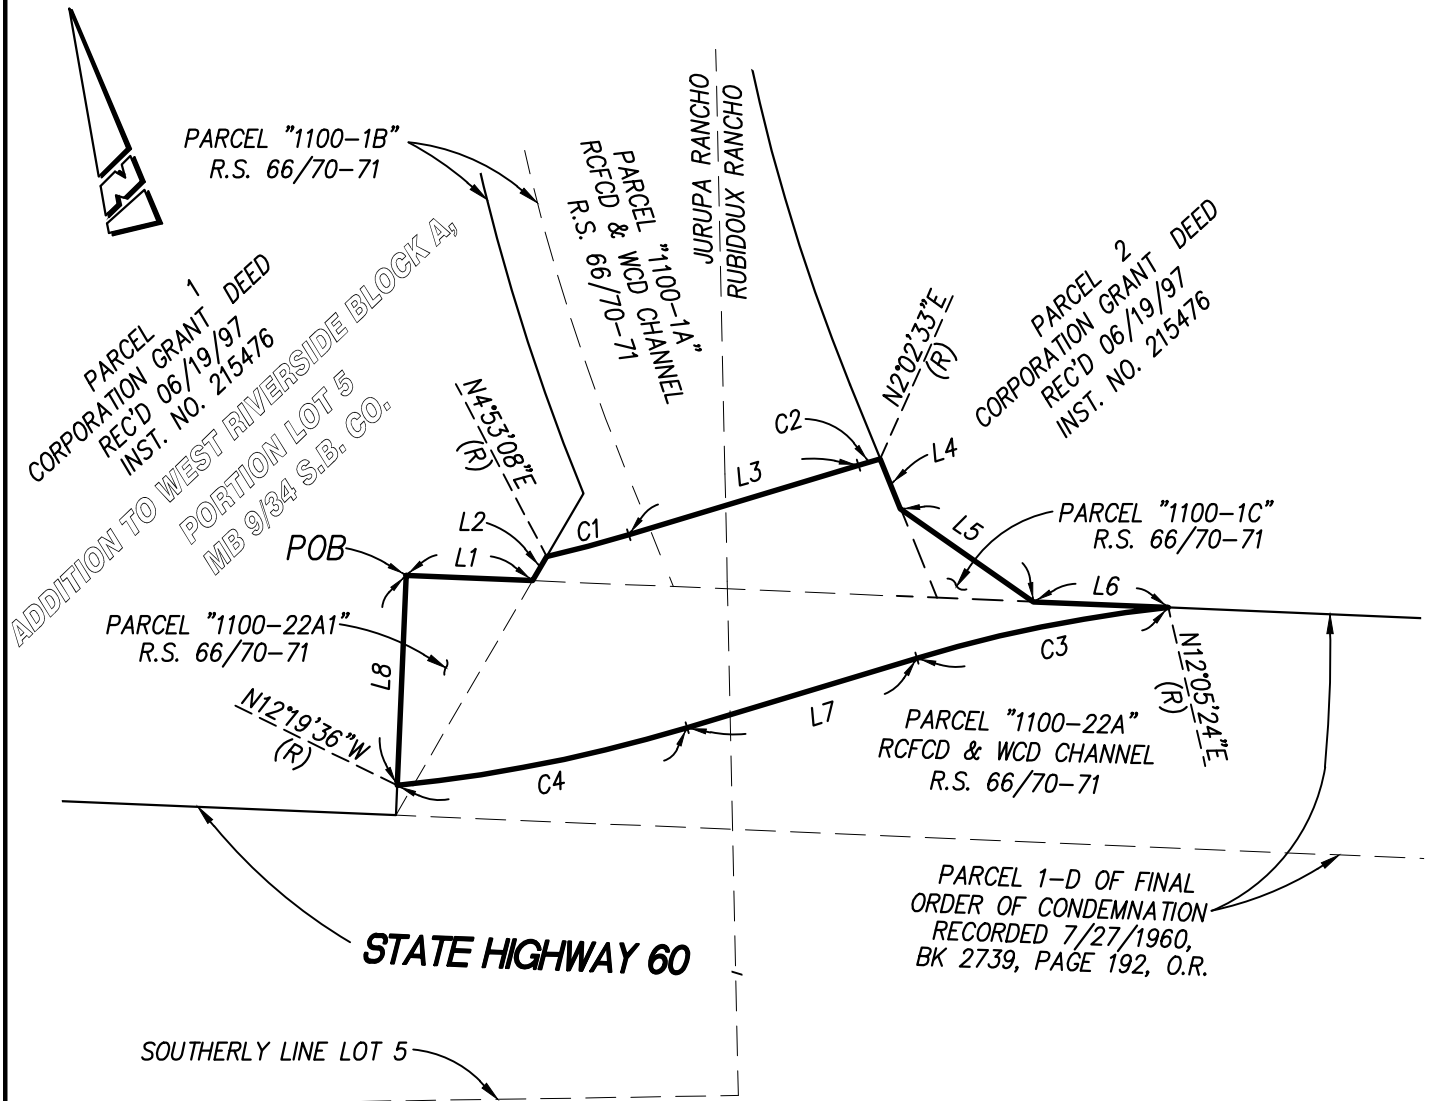 PARCEL "1100-1B"
R.S. 66/70-71
PARCEL "1100-1A"
RCFCD & WCD CHANNEL
R.S. 66/70-71
JURUPA RANCHO
RUBIDOUX RANCHO
N
PARCEL 1
CORPORATION GRANT DEED
REC'D 06/19/97
INST. NO. 215476
ADDITION TO WEST RIVERSIDE BLOCK A,
PORTION LOT 5
MB 9/34 S.B. CO.
PARCEL 2
CORPORATION GRANT DEED
REC'D 06/19/97
INST. NO. 215476
N4°53'08"E
(R)
N2°02'33"E
(R)
C2
L3
L4
L2
C1
POB
L1
L5
PARCEL "1100-1C"
R.S. 66/70-71
L6
PARCEL "1100-22A1"
R.S. 66/70-71
L8
C3
N12°05'24"E
(R)
N12°19'36"W
(R)
L7
C4
PARCEL "1100-22A"
RCFCD & WCD CHANNEL
R.S. 66/70-71
PARCEL 1-D OF FINAL
ORDER OF CONDEMNATION
RECORDED 7/27/1960,
BK 2739, PAGE 192, O.R.
STATE HIGHWAY 60
SOUTHERLY LINE LOT 5